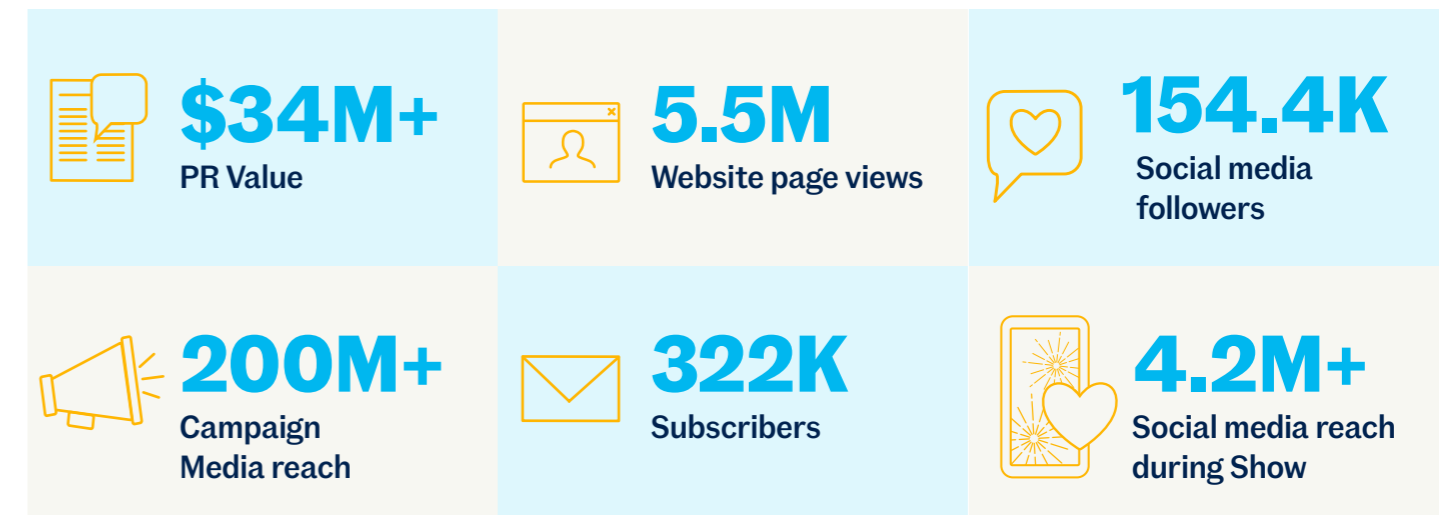 $34M+
PR Value
5.5M
Website page views
154.4K
Social media
followers
200M+
Campaign
Media reach
322K
Subscribers
4.2M+
Social media reach
during Show